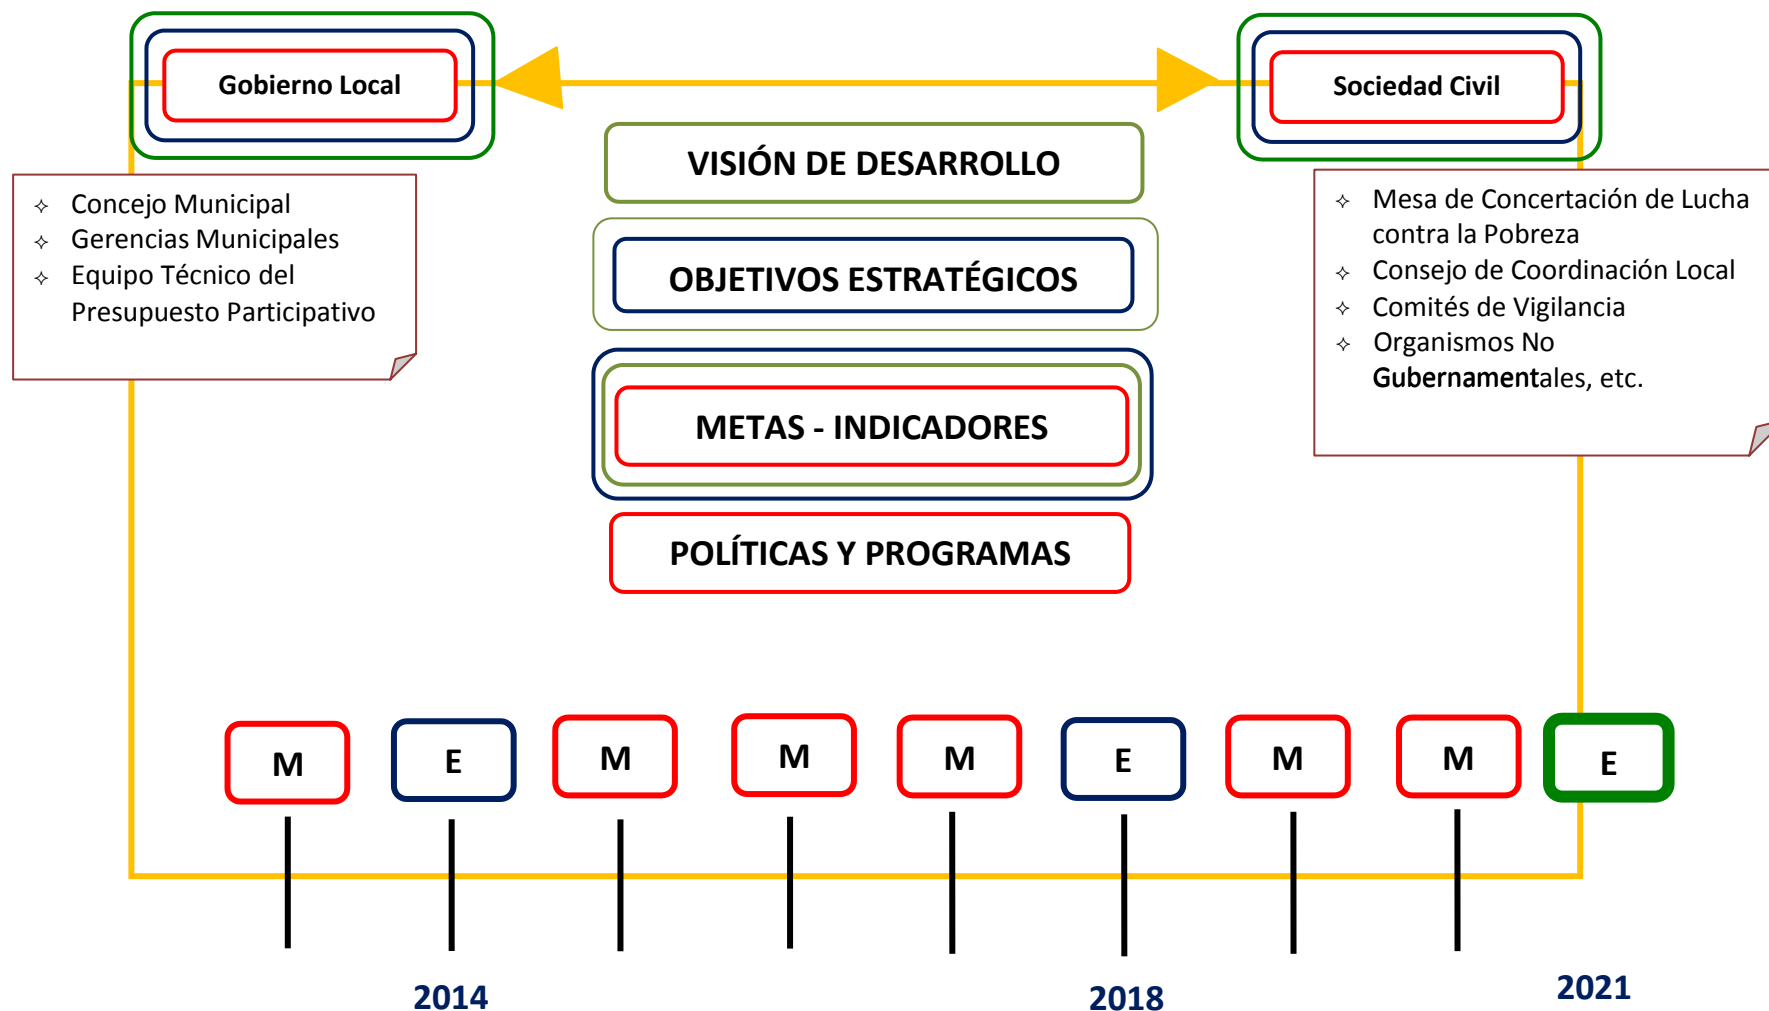 Gobierno Local
Sociedad Civil
VISIÓN DE DESARROLLO
Concejo Municipal
Gerencias Municipales
Equipo Técnico del
Presupuesto Participativo
Mesa de Concertación de Lucha
contra la Pobreza
Consejo de Coordinación Local
Comités de Vigilancia
Organismos No
Gubernamentales, etc.
OBJETIVOS ESTRATÉGICOS
METAS - INDICADORES
POLÍTICAS Y PROGRAMAS
M E M M M E M M E
2014 2018 2021